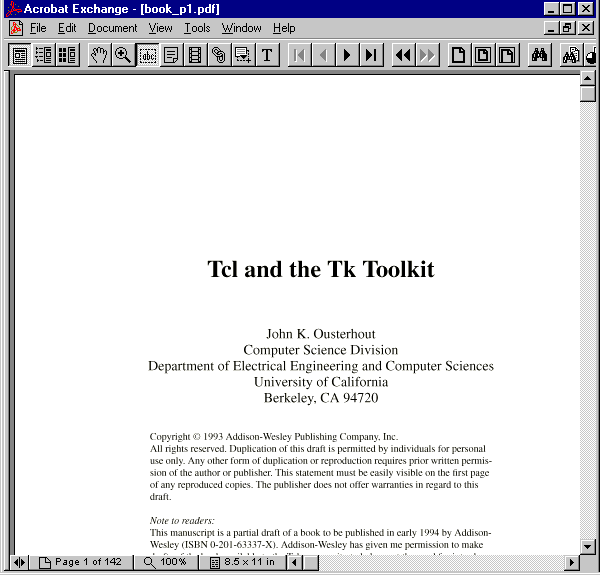 Acrobat Exchange - [book_p1.pdf]
File Edit Document View Tools Window Help
abc T
Tcl and the Tk Toolkit
John K. Ousterhout
Computer Science Division
Department of Electrical Engineering and Computer Sciences
University of California
Berkeley, CA 94720
Copyright © 1993 Addison-Wesley Publishing Company, Inc.
All rights reserved. Duplication of this draft is permitted by individuals for personal
use only. Any other form of duplication or reproduction requires prior written permis-
sion of the author or publisher. This statement must be easily visible on the first page
of any reproduced copies. The publisher does not offer warranties in regard to this
draft.
Note to readers:
This manuscript is a partial draft of a book to be published in early 1994 by Addison-
Wesley (ISBN 0-201-63337-X). Addison-Wesley has given me permission to make
Page 1 of 142 100% 8.5 x 11 in